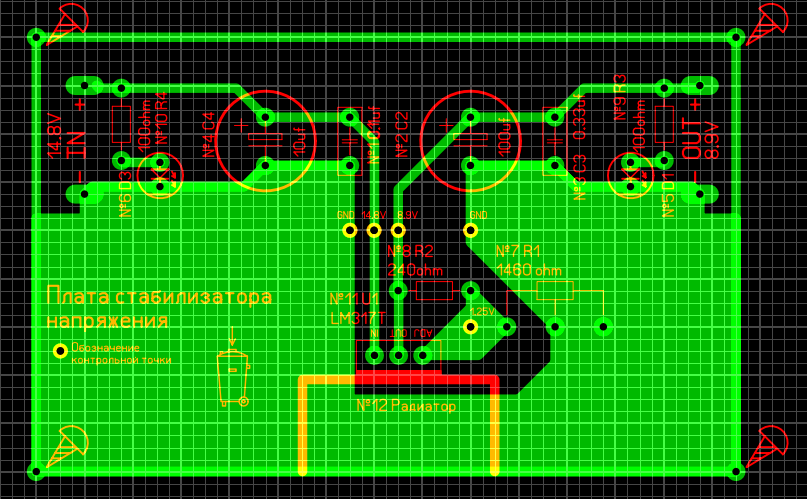 14.8V
IN
+
-
100ohm
№10 R4
№6 D3
№4 C4
+
10uf
0.1uf
№2 C2
+
100uf
№3 C3
0.33uf
№9 R3
100ohm
№5 D1
+
OUT
-
8.9V
GND
14.8V
8.9V
GND
№8 R2
240ohm
№7 R1
1460 ohm
1.25V
№11 U1
LM317T
IN
OUT
ADJ
№12 Радиатор
Плата стабилизатора
напряжения
Обозначение
контрольной точки